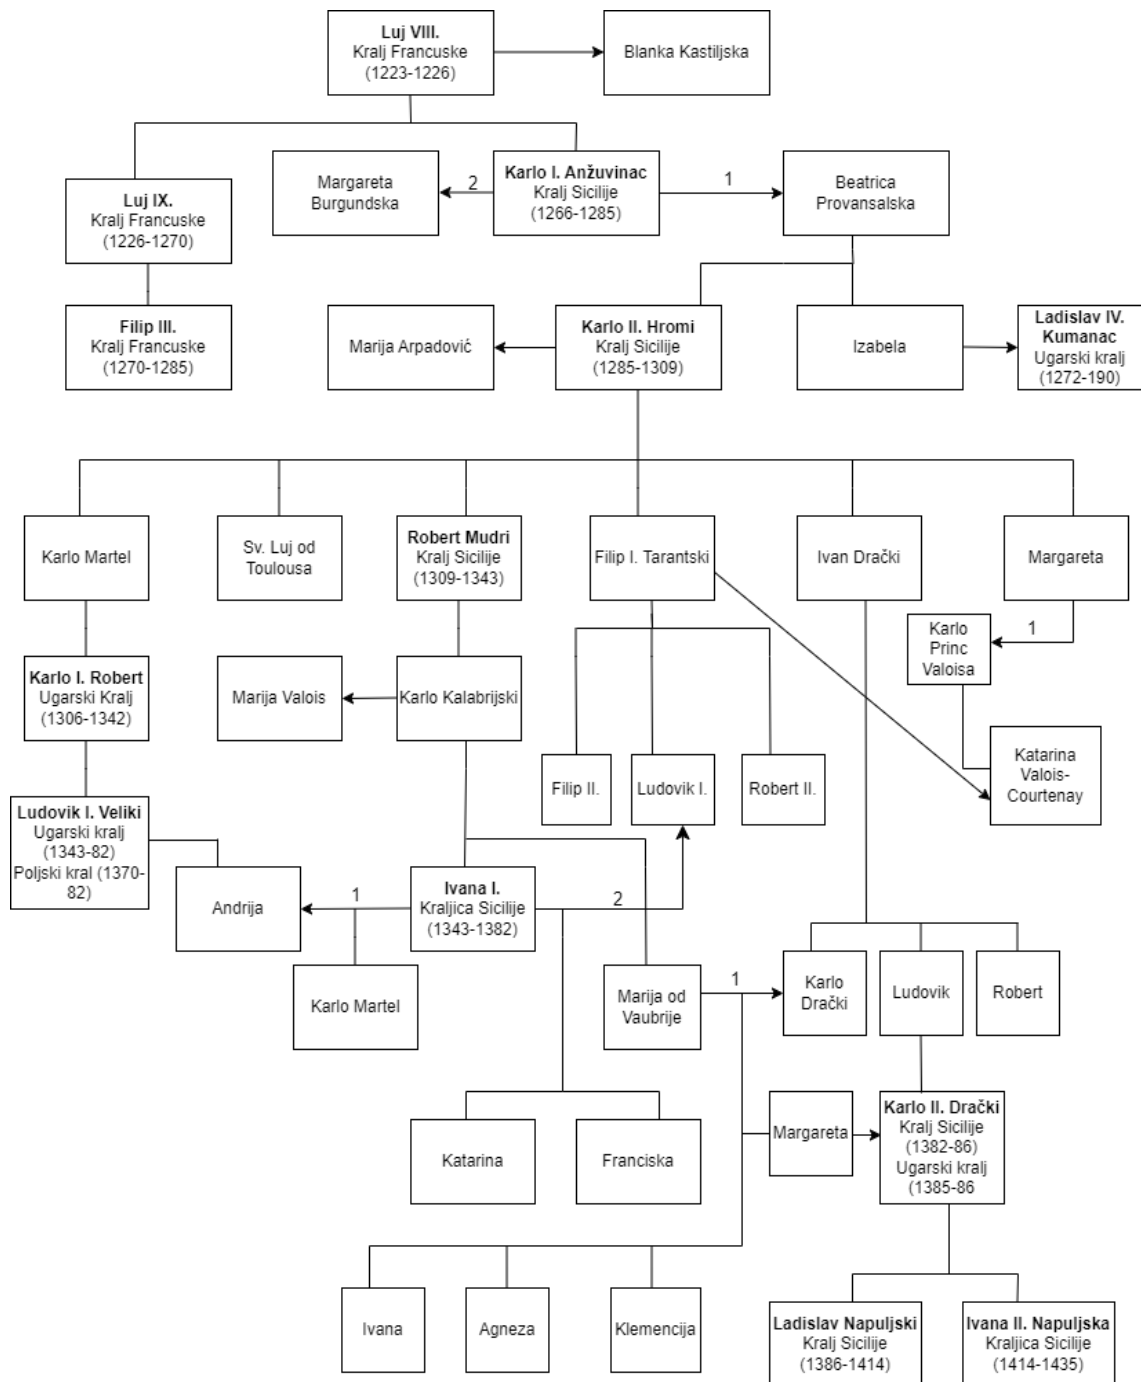 Luj VIII.
Kralj Francuske
(1223-1226)
Blanka Kastiljska
Margareta
Burgundska
2
Karlo I. Anžuvinac
Kralj Sicilije
(1266-1285)
1
Beatrica
Provansalska
Luj IX.
Kralj Francuske
(1226-1270)
Filip III.
Kralj Francuske
(1270-1285)
Marija Arpadović
Karlo II. Hromi
Kralj Sicilije
(1285-1309)
Izabela
Ladislav IV.
Kumanac
Ugarski kralj
(1272-190)
Karlo Martel
Sv. Luj od
Toulousa
Robert Mudri
Kralj Sicilije
(1309-1343)
Filip I. Tarantski
Ivan Drački
Margareta
1
Karlo
Princ
Valoisa
Karlo I. Robert
Ugarski Kralj
(1306-1342)
Marija Valois
Karlo Kalabrijski
Katarina
Valois-
Courtenay
Filip II.
Ludovik I.
Robert II.
Ludovik I. Veliki
Ugarski kralj
(1343-82)
Poljski kral (1370-
82)
Andrija
1
Ivana I.
Kraljica Sicilije
(1343-1382)
2
Karlo Martel
Marija od
Vaubrije
1
Karlo
Drački
Ludovik
Robert
Katarina
Franciska
Margareta
Karlo II. Drački
Kralj Sicilije
(1382-86)
Ugarski kralj
(1385-86
Ivana
Agneza
Klemencija
Ladislav Napuljski
Kralj Sicilije
(1386-1414)
Ivana II. Napuljska
Kraljica Sicilije
(1414-1435)